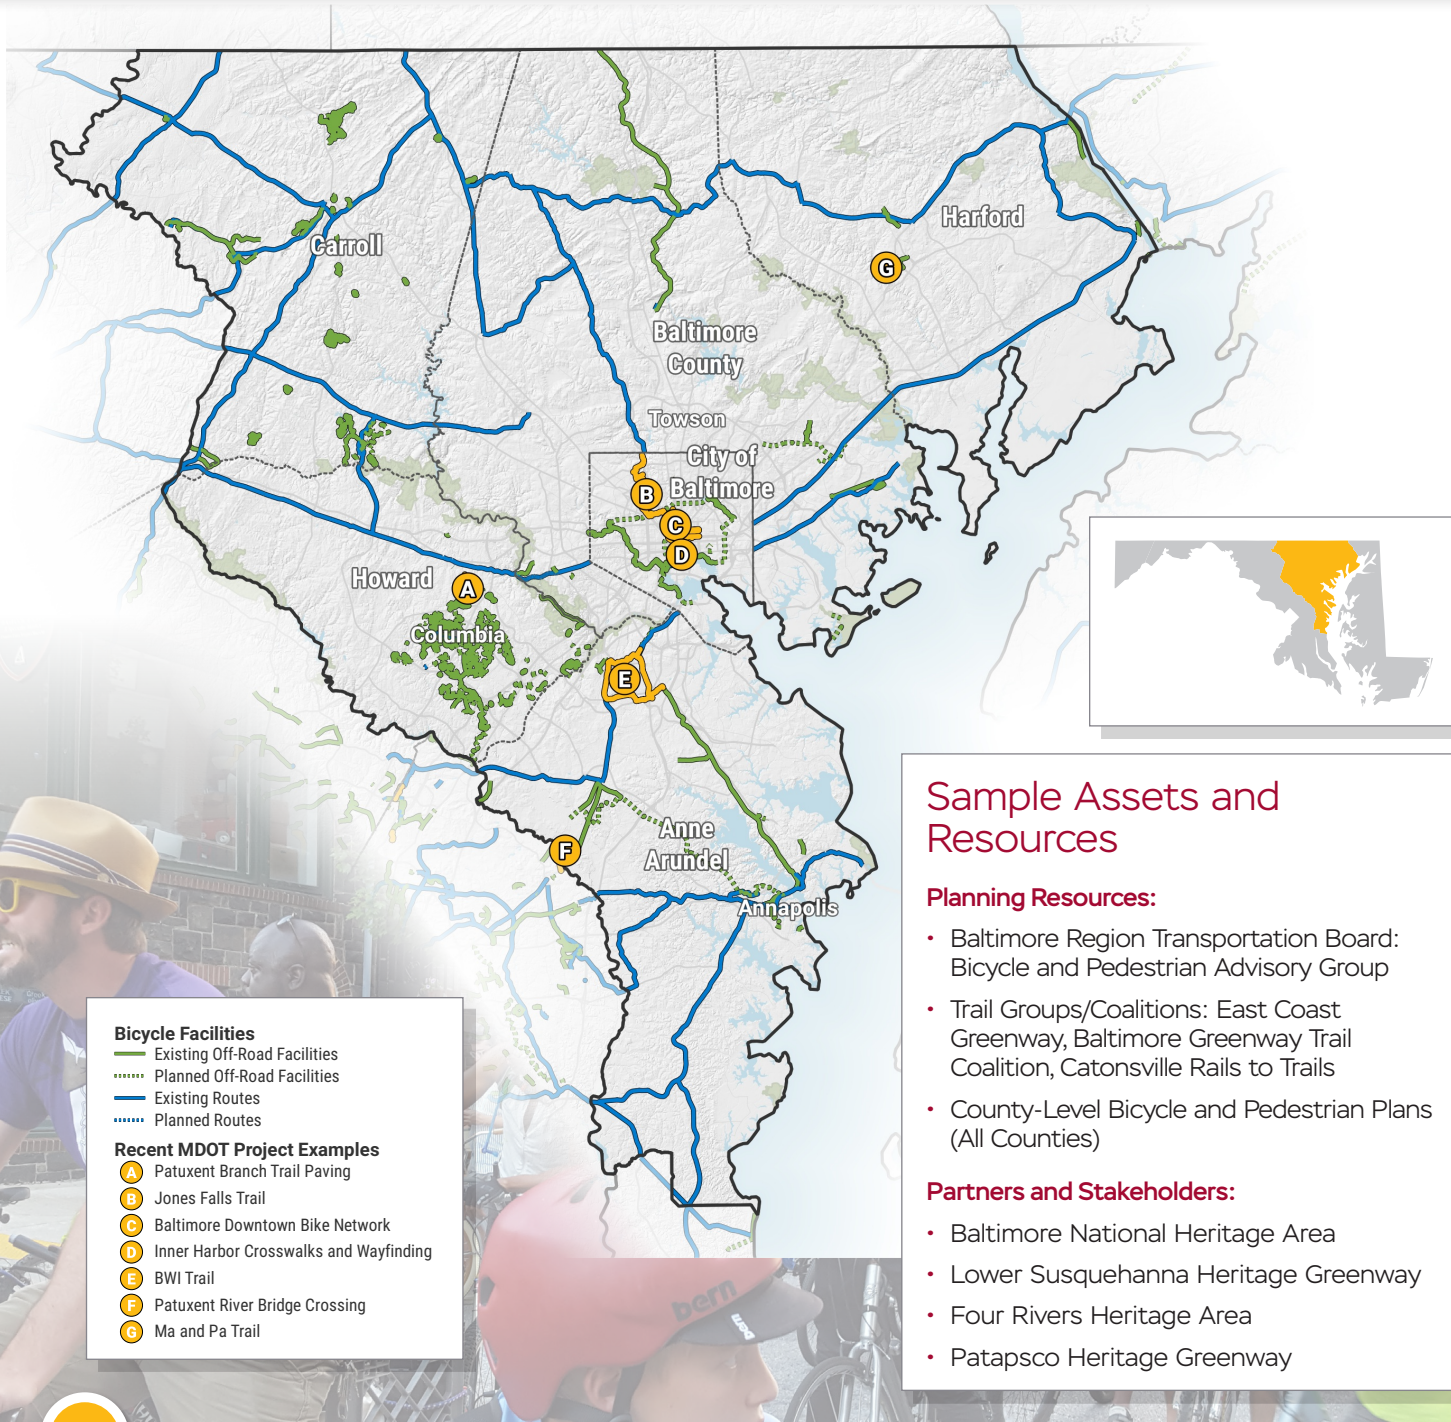 Carroll
Harford
G
Baltimore
County
Towson
City of
Baltimore
B
C
D
Howard
A
Columbia
E
F
Anne
Arundel
Annapolis
Bicycle Facilities
Existing Off-Road Facilities
Planned Off-Road Facilities
Existing Routes
Planned Routes
Recent MDOT Project Examples
A Patuxent Branch Trail Paving
B Jones Falls Trail
C Baltimore Downtown Bike Network
D Inner Harbor Crosswalks and Wayfinding
E BWI Trail
F Patuxent River Bridge Crossing
G Ma and Pa Trail
bern
bern
Sample Assets and
Resources
Planning Resources:
• Baltimore Region Transportation Board:
Bicycle and Pedestrian Advisory Group
• Trail Groups/Coalitions: East Coast
Greenway, Baltimore Greenway Trail
Coalition, Catonsville Rails to Trails
• County-Level Bicycle and Pedestrian Plans
(All Counties)
Partners and Stakeholders:
• Baltimore National Heritage Area
• Lower Susquehanna Heritage Greenway
• Four Rivers Heritage Area
• Patapsco Heritage Greenway